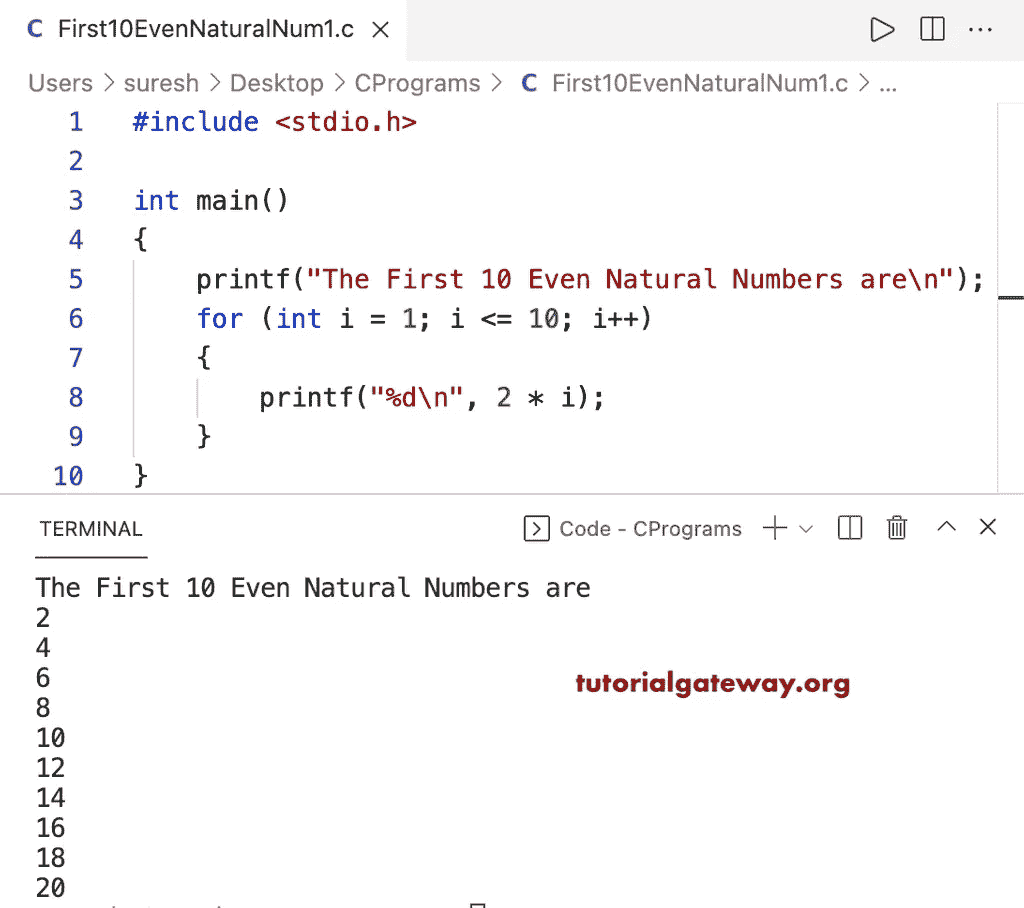 C First10EvenNaturalNum1.c
Users > suresh > Desktop > CPrograms > C First10EvenNaturalNum1.c > ...
1 #include <stdio.h>
2
3 int main()
4 {
5 printf("The First 10 Even Natural Numbers are\n");
6 for (int i = 1; i <= 10; i++)
7 {
8 printf("%d\n", 2 * i);
9 }
10 }
TERMINAL
Code - CPrograms
The First 10 Even Natural Numbers are
2
4
6
8
tutorialgateway.org
10
12
14
16
18
20